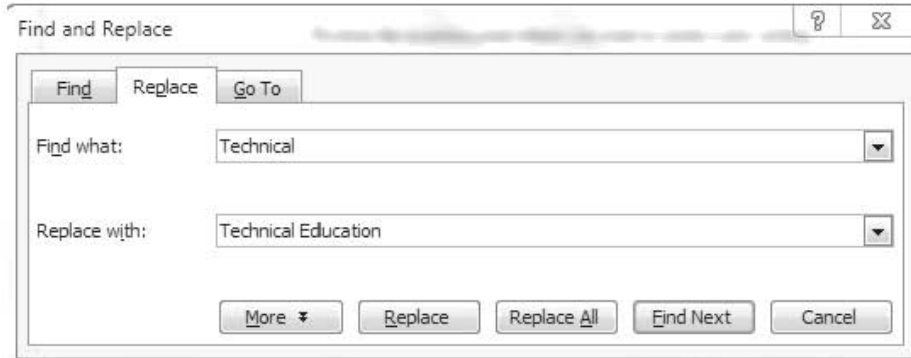 Find and Replace
Find Replace Go To
Find what: Technical
Replace with: Technical Education
More Replace Replace All Find Next Cancel